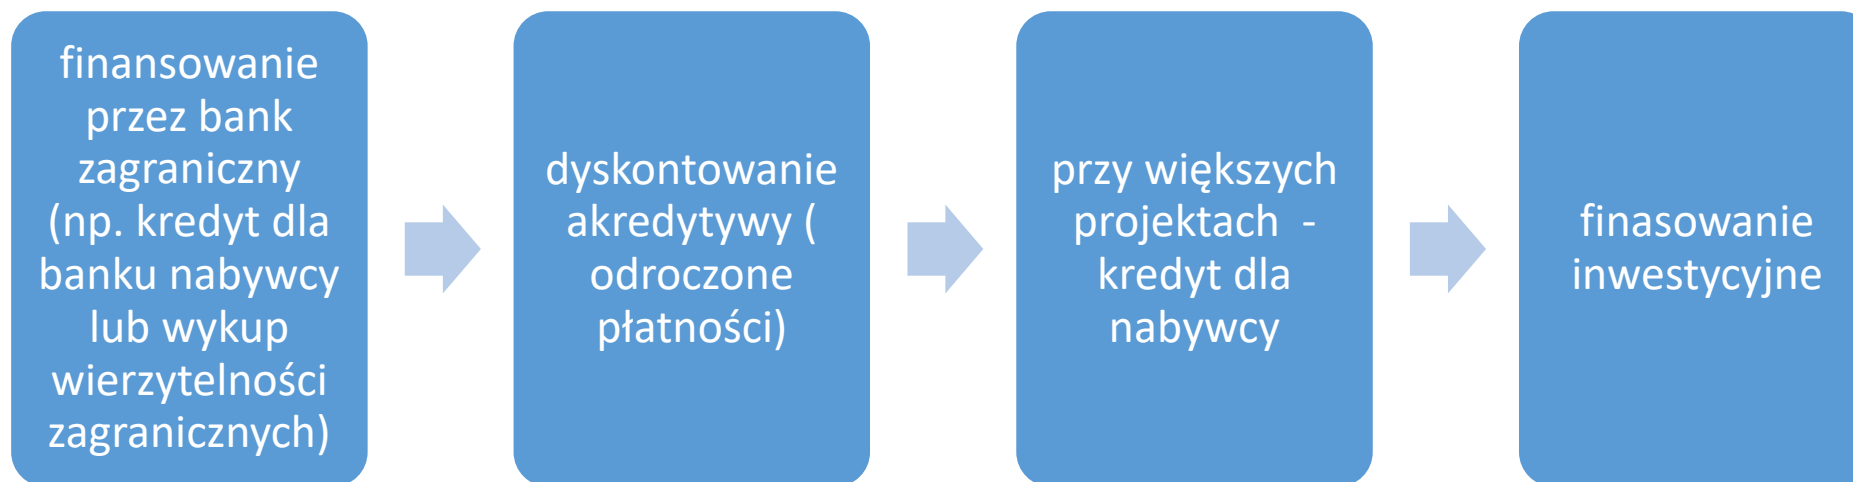 finansowanie
przez bank
zagraniczny
(np. kredyt dla
banku nabywcy
lub wykup
wierzytelności
zagranicznych)
dyskontowanie
akredytywy (
odroczone
płatności)
przy większych
projektach  -
kredyt dla
nabywcy
finasowanie
inwestycyjne